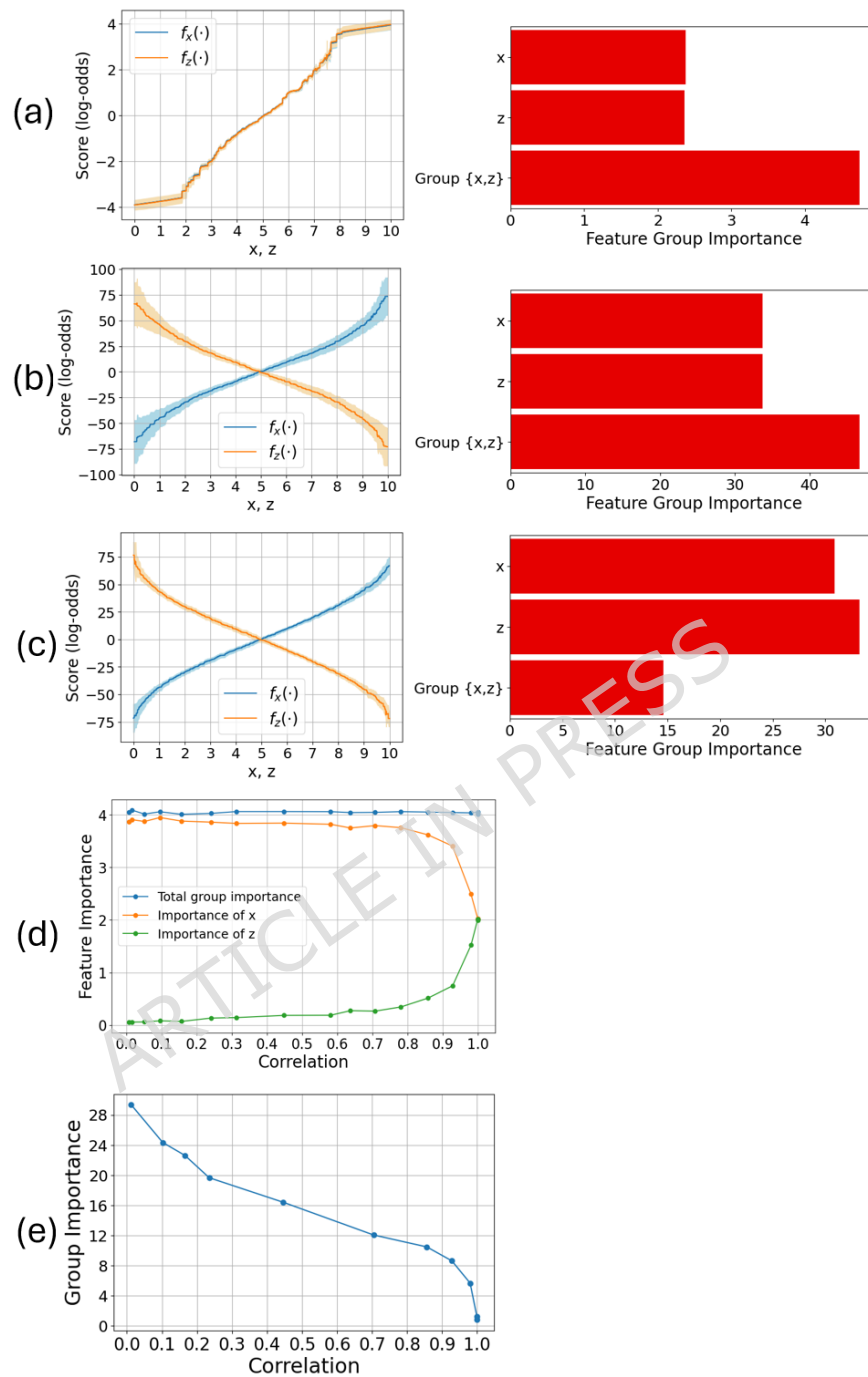 (a)
4
2
0
−2
−4
Score (log-odds)
f_x(·)
f_z(·)
0 1 2 3 4 5 6 7 8 9 10
x, z
x
z
Group {x,z}
0 1 2 3 4
Feature Group Importance
(b)
100
75
50
25
0
−25
−50
−75
−100
Score (log-odds)
f_x(·)
f_z(·)
0 1 2 3 4 5 6 7 8 9 10
x, z
x
z
Group {x,z}
0 10 20 30 40
Feature Group Importance
(c)
75
50
25
0
−25
−50
−75
Score (log-odds)
f_x(·)
f_z(·)
0 1 2 3 4 5 6 7 8 9 10
x, z
x
z
Group {x,z}
0 5 10 15 20 25 30
Feature Group Importance
(d)
4
3
2
1
0
Feature Importance
Total group importance
Importance of x
Importance of z
0.0 0.1 0.2 0.3 0.4 0.5 0.6 0.7 0.8 0.9 1.0
Correlation
(e)
28
24
20
16
12
8
4
0
Group Importance
0.0 0.1 0.2 0.3 0.4 0.5 0.6 0.7 0.8 0.9 1.0
Correlation
ARTICLE IN PRESS